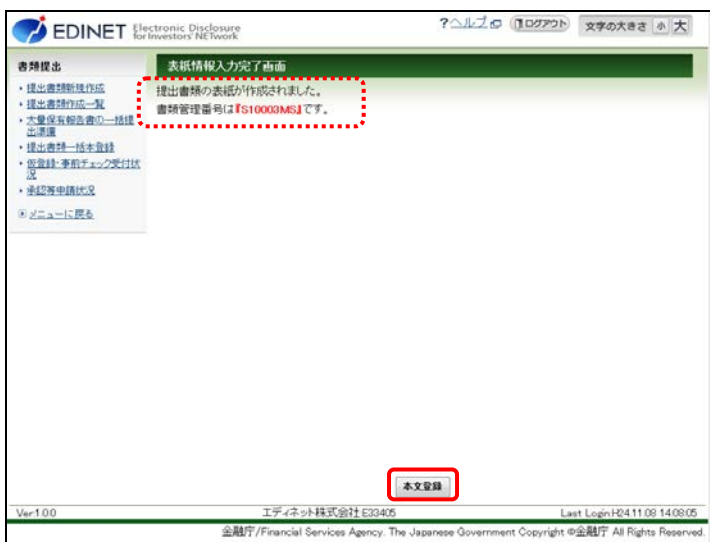 EDINET Electronic Disclosure
for Investors' NETwork
?ヘルプ ログアウト 文字の大きさ 小 大
書類提出
・提出書類新規作成
・提出書類作成一覧
・大量保有報告書の一括提
出準備
・提出書類一括本登録
・仮登録・事前チェック受付状
況
・承認等申請状況
メニューに戻る
表紙情報入力完了画面
提出書類の表紙が作成されました。
書類管理番号は『S10003MS』です。
本文登録
Ver1.00 エディネット株式会社 E33405 Last Login:H24.11.08 14:08:05
金融庁/Financial Services Agency. The Japanese Government Copyright ©金融庁 All Rights Reserved.